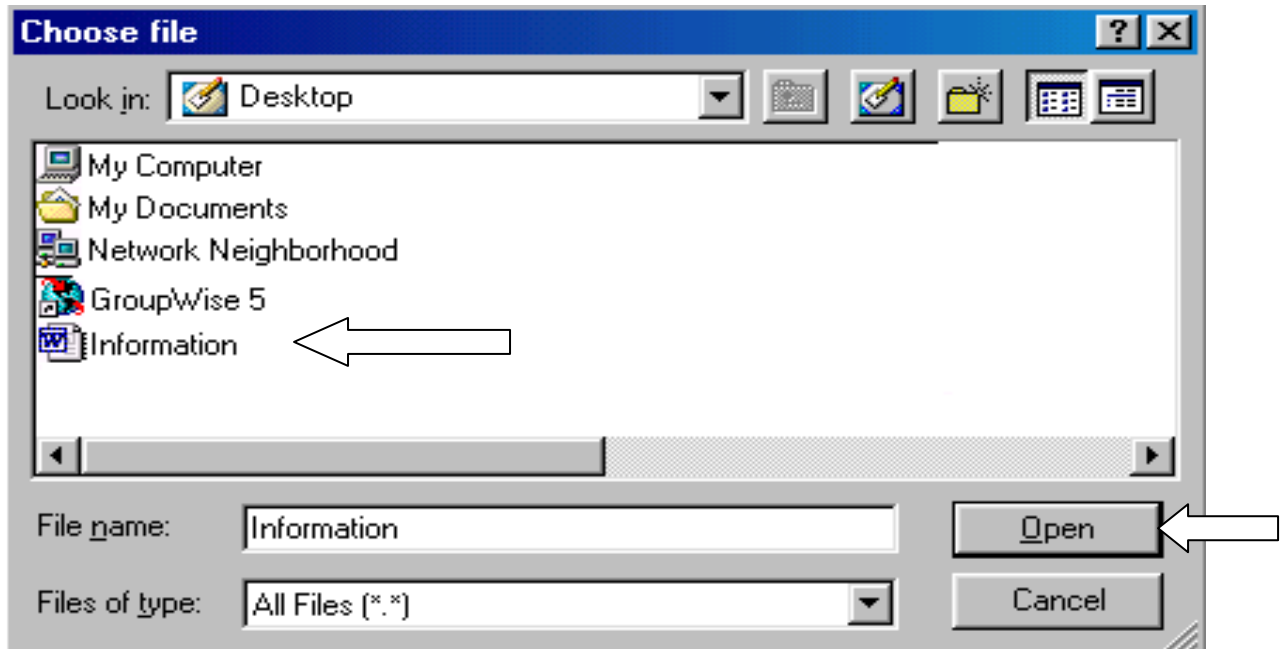 Choose file
Look in: Desktop
My Computer
My Documents
Network Neighborhood
GroupWise 5
Information
File name: Information Open
Files of type: All Files (*.*) Cancel